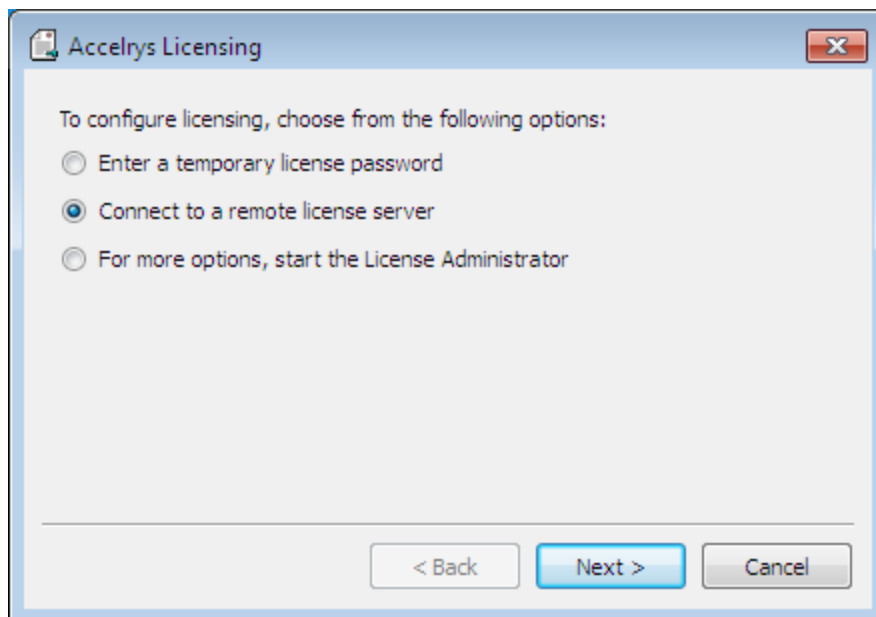 Accelrys Licensing
To configure licensing, choose from the following options:
Enter a temporary license password
Connect to a remote license server
For more options, start the License Administrator
< Back Next > Cancel